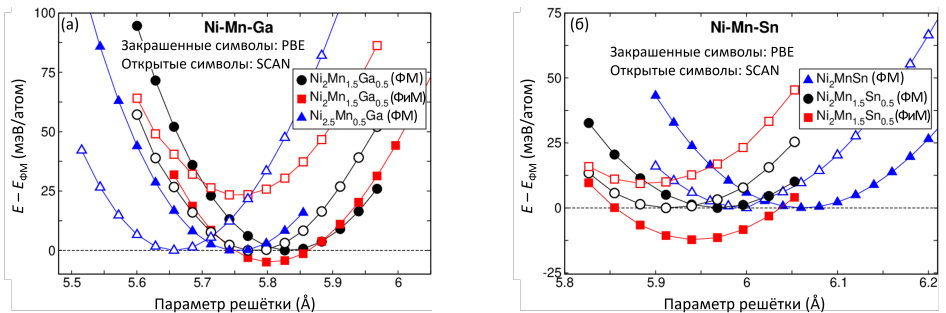 (а)
Ni-Mn-Ga
Закрашенные символы: PBE
Открытые символы: SCAN
Ni₂Mn₁.₅Ga₀.₅ (ФМ)
Ni₂Mn₁.₅Ga₀.₅ (ФиМ)
Ni₂.₅Mn₀.₅Ga (ФМ)
E – EФМ (мэВ/атом)
100
75
50
25
0
5.5
5.6
5.7
5.8
5.9
6
Параметр решётки (Å)
(б)
Ni-Mn-Sn
Закрашенные символы: PBE
Открытые символы: SCAN
Ni₂MnSn (ФМ)
Ni₂Mn₁.₅Sn₀.₅ (ФМ)
Ni₂Mn₁.₅Sn₀.₅ (ФиМ)
E – EФМ (мэВ/атом)
75
50
25
0
-25
5.8
5.9
6
6.1
6.2
Параметр решётки (Å)